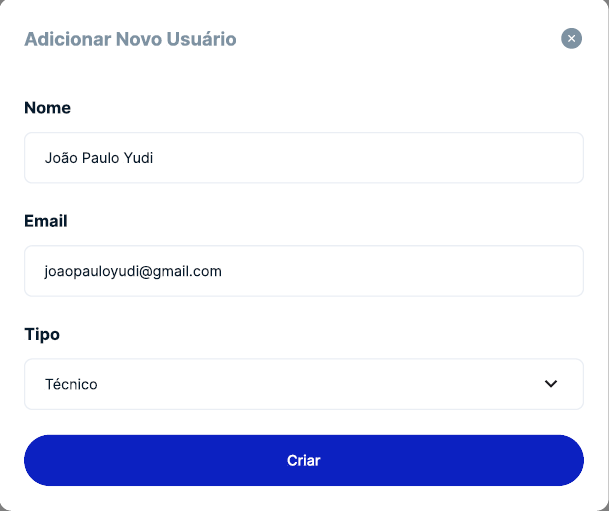 Adicionar Novo Usuário
Nome
João Paulo Yudi
Email
joaopauloyudi@gmail.com
Tipo
Técnico
Criar